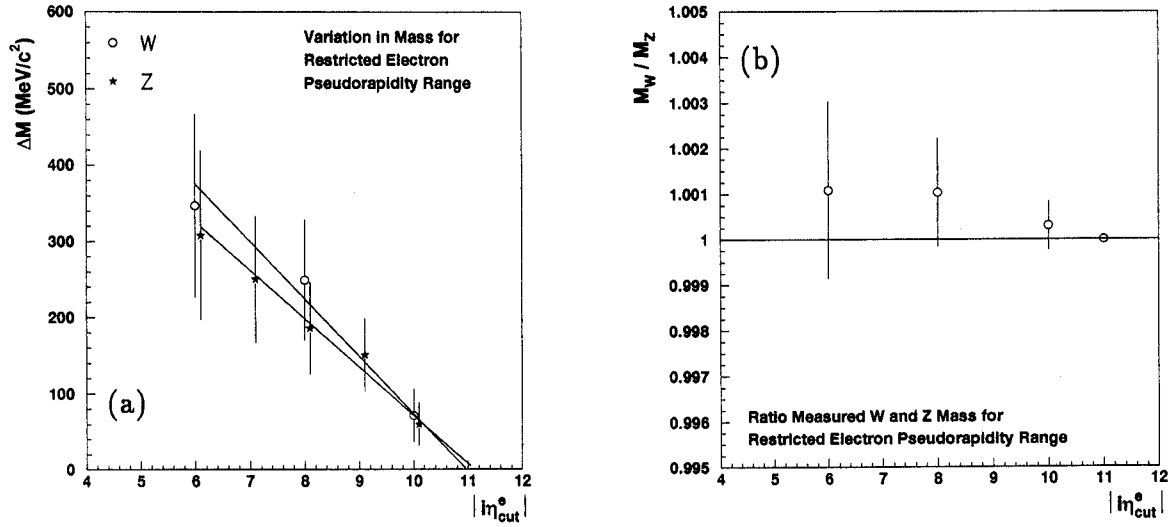 600
500
400
300
200
100
0
4 5 6 7 8 9 10 11 12
ΔM (MeV/c²)
W
Z
Variation in Mass for
Restricted Electron
Pseudorapidity Range
(a)
|iη^e_cut|
1.005
1.004
1.003
1.002
1.001
1
0.999
0.998
0.997
0.996
0.995
4 5 6 7 8 9 10 11 12
M_W / M_Z
(b)
Ratio Measured W and Z Mass for
Restricted Electron Pseudorapidity Range
|iη^e_cut|